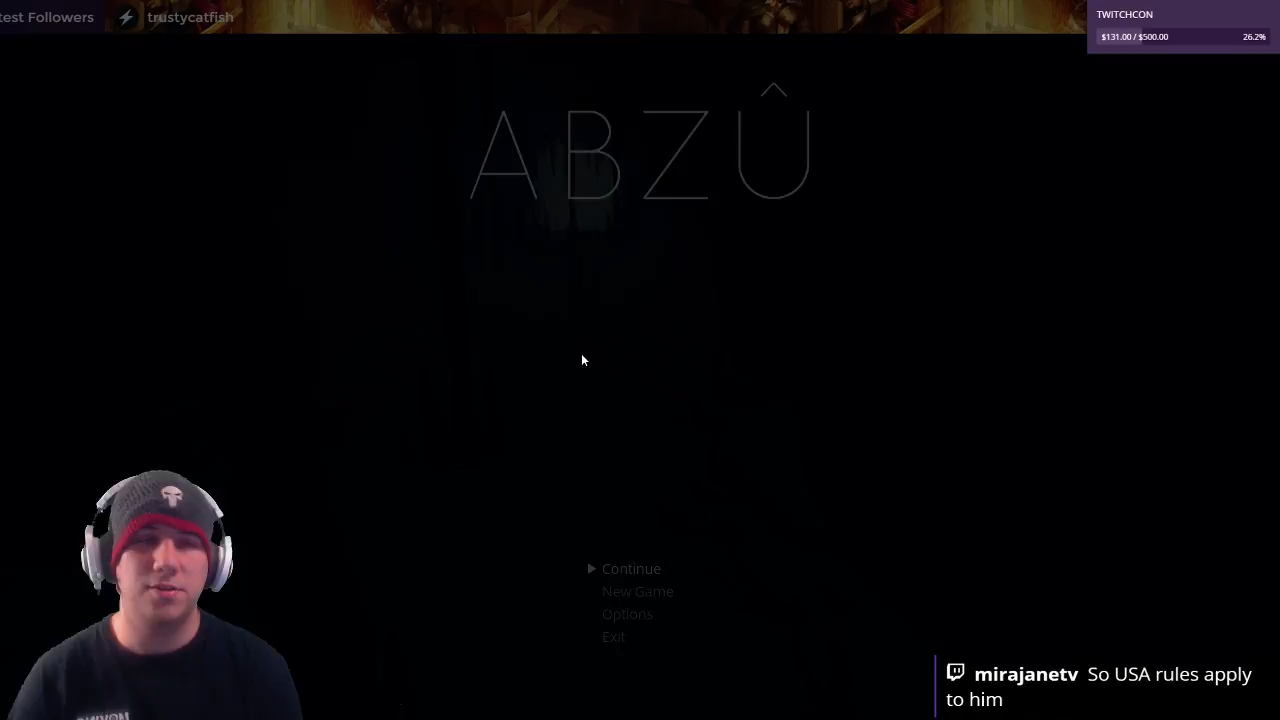 test Followers
trustycatfish
TWITCHCON
$131.00 / $500.00
26.2%
ABZÛ
Continue
New Game
Options
Exit
mirajanetv So USA rules apply
to him